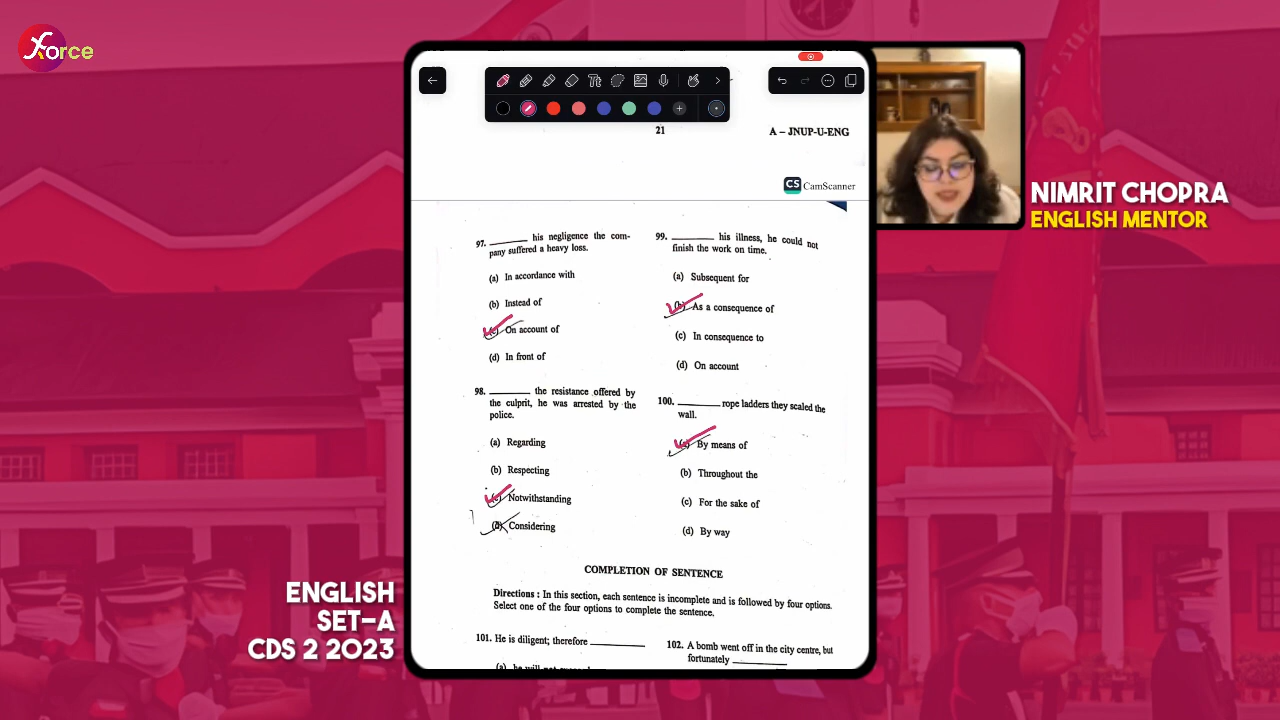 force
21
A – JNUP-U-ENG
CS CamScanner
97. ________ his negligence the com-
pany suffered a heavy loss.
(a) In accordance with
(b) Instead of
(c) On account of
(d) In front of
98. ________ the resistance offered by
the culprit, he was arrested by the
police.
(a) Regarding
(b) Respecting
(c) Notwithstanding
(d) Considering
99. ________ his illness, he could not
finish the work on time.
(a) Subsequent for
(b) As a consequence of
(c) In consequence to
(d) On account
100. ________ rope ladders they scaled the
wall.
(a) By means of
(b) Throughout the
(c) For the sake of
(d) By way
COMPLETION OF SENTENCE
Directions : In this section, each sentence is incomplete and is followed by four options.
Select one of the four options to complete the sentence.
101. He is diligent; therefore ________
102. A bomb went off in the city centre, but
fortunately ________
NIMRIT CHOPRA
ENGLISH MENTOR
ENGLISH
SET-A
CDS 2 2023